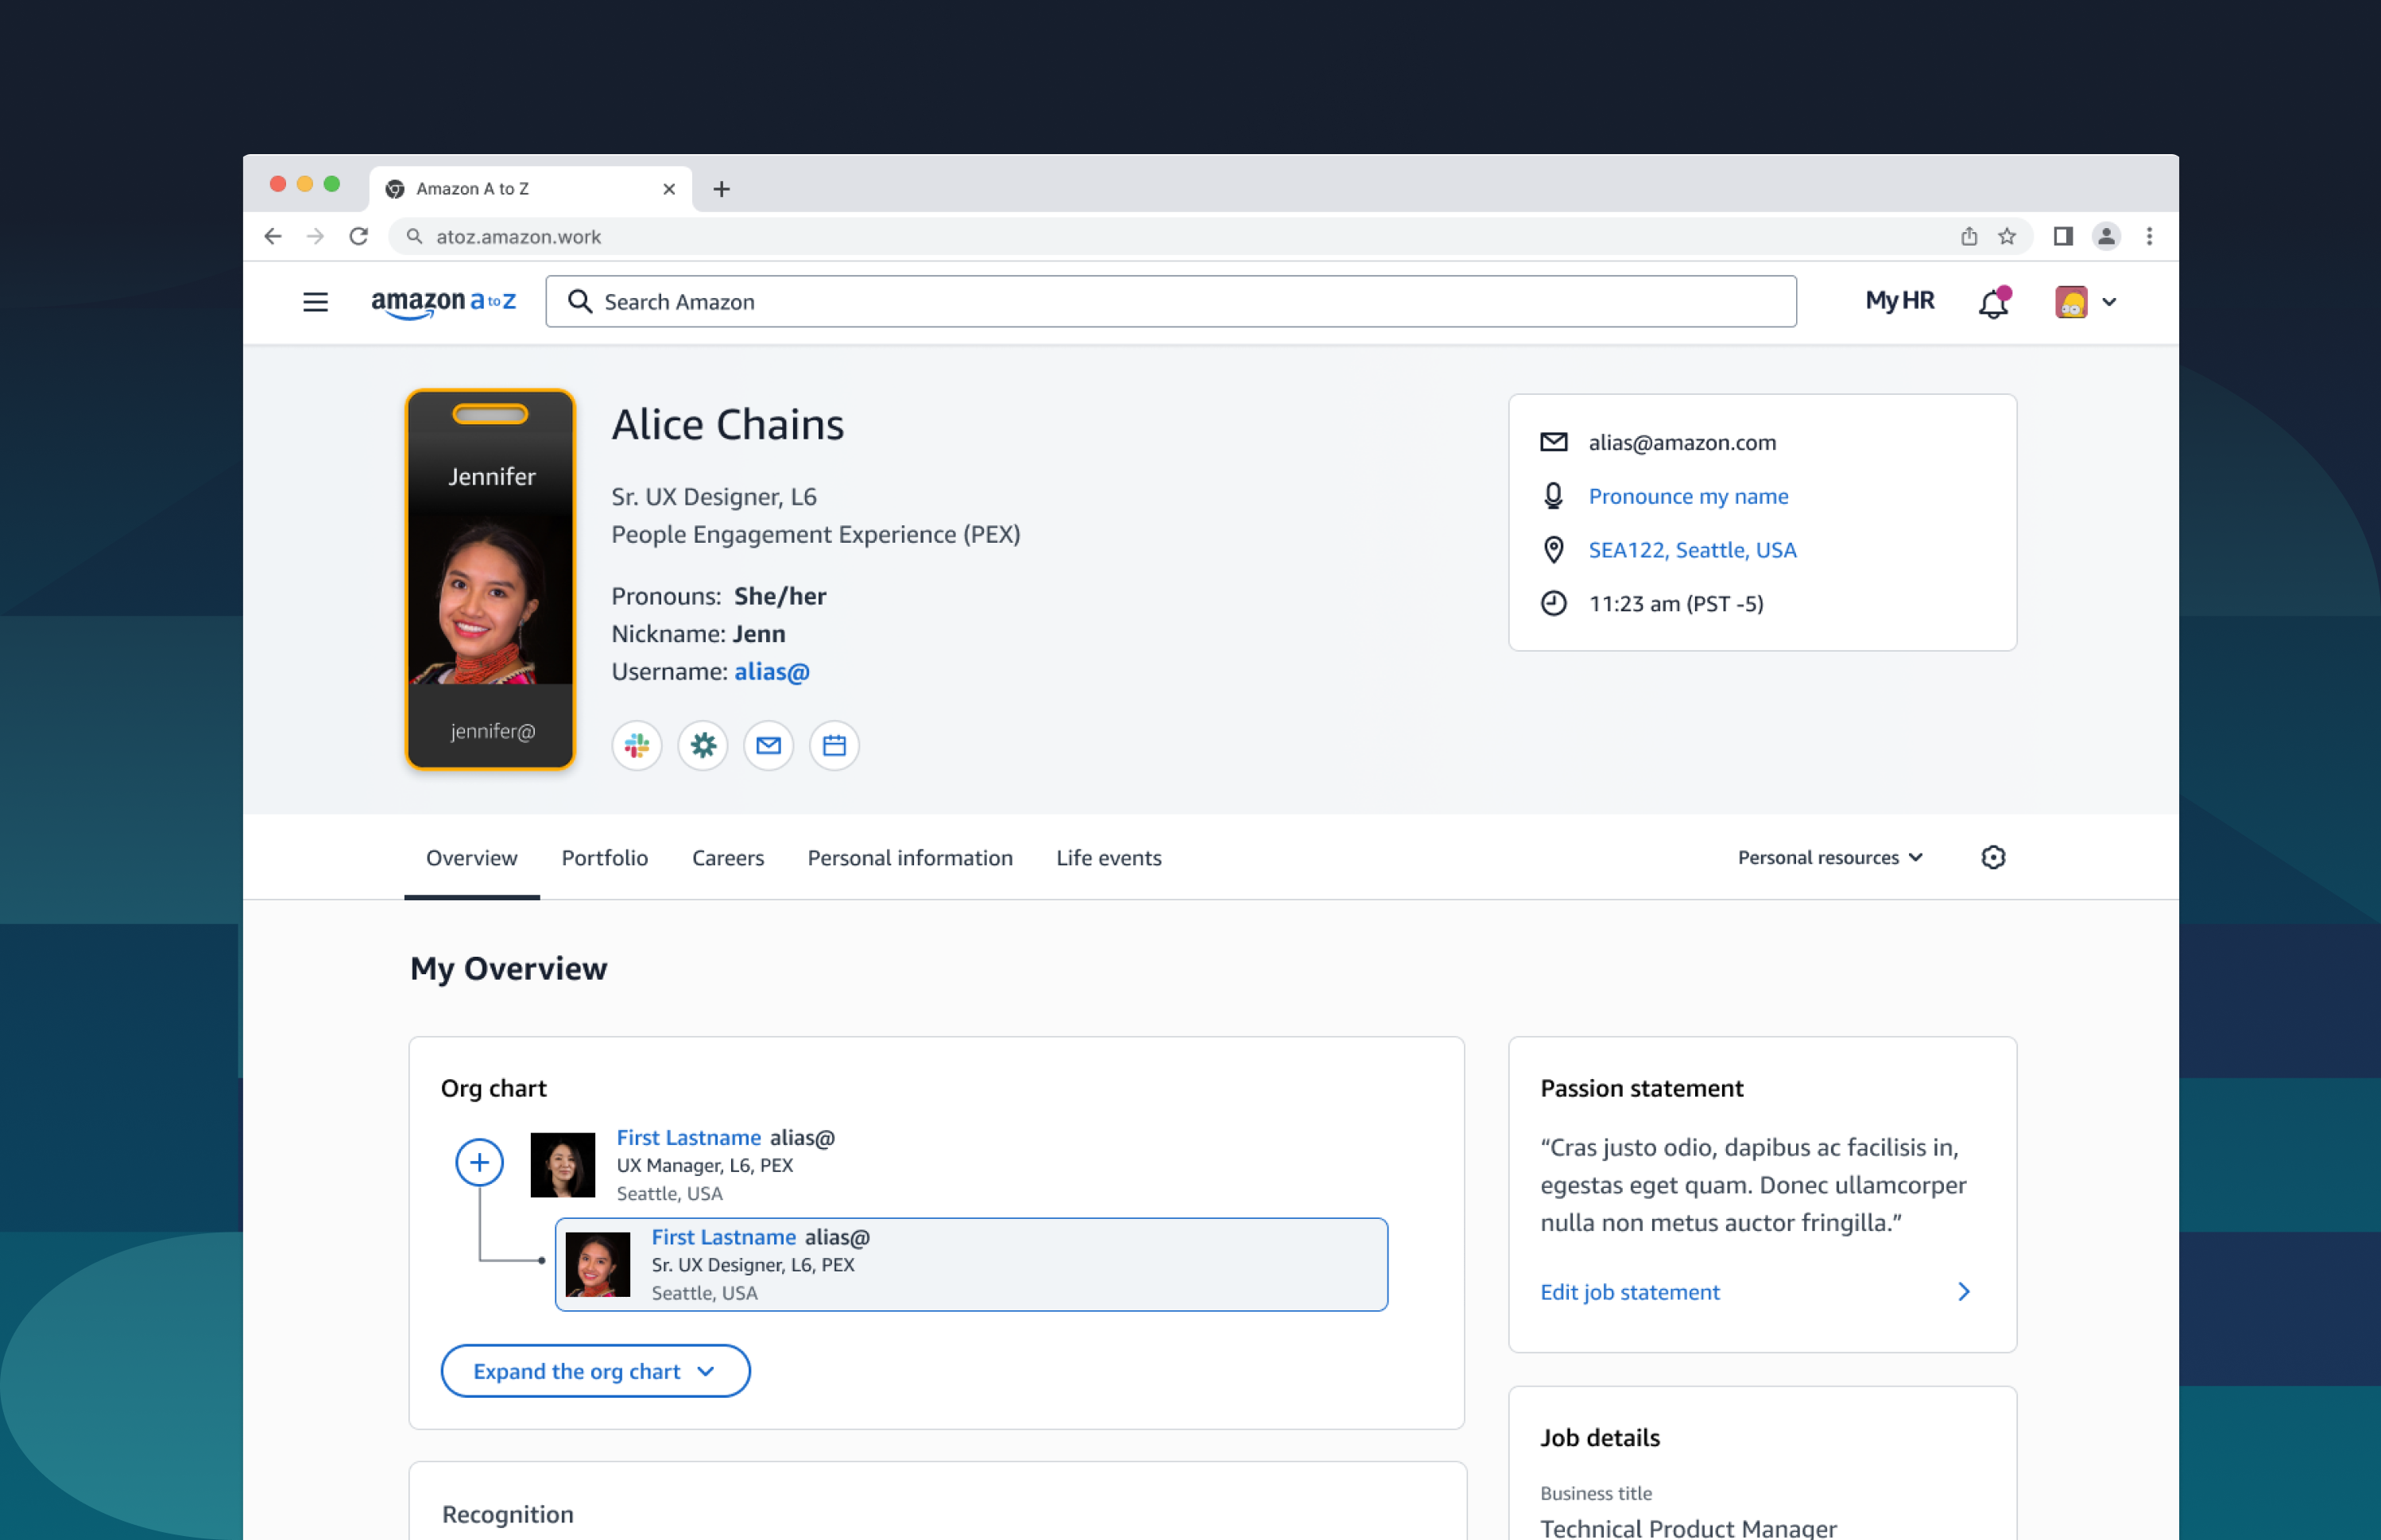 Amazon A to Z
atoz.amazon.work
amazon a to z
Search Amazon
My HR
Jennifer
jennifer@
Alice Chains
Sr. UX Designer, L6
People Engagement Experience (PEX)
Pronouns: She/her
Nickname: Jenn
Username: alias@
alias@amazon.com
Pronounce my name
SEA122, Seattle, USA
11:23 am (PST -5)
Overview
Portfolio
Careers
Personal information
Life events
Personal resources
My Overview
Org chart
First Lastname alias@
UX Manager, L6, PEX
Seattle, USA
First Lastname alias@
Sr. UX Designer, L6, PEX
Seattle, USA
Expand the org chart
Passion statement
“Cras justo odio, dapibus ac facilisis in,
egestas eget quam. Donec ullamcorper
nulla non metus auctor fringilla.”
Edit job statement
Recognition
Job details
Business title
Technical Product Manager